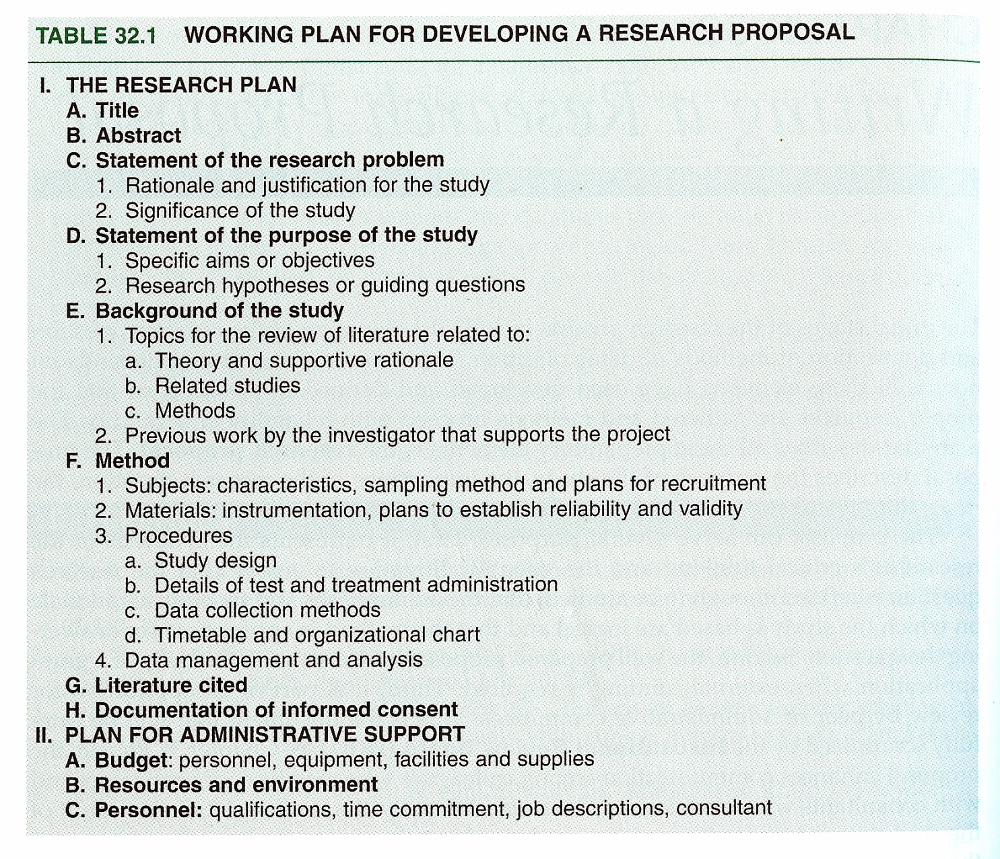 TABLE 32.1 WORKING PLAN FOR DEVELOPING A RESEARCH PROPOSAL
I. THE RESEARCH PLAN
A. Title
B. Abstract
C. Statement of the research problem
1. Rationale and justification for the study
2. Significance of the study
D. Statement of the purpose of the study
1. Specific aims or objectives
2. Research hypotheses or guiding questions
E. Background of the study
1. Topics for the review of literature related to:
a. Theory and supportive rationale
b. Related studies
c. Methods
2. Previous work by the investigator that supports the project
F. Method
1. Subjects: characteristics, sampling method and plans for recruitment
2. Materials: instrumentation, plans to establish reliability and validity
3. Procedures
a. Study design
b. Details of test and treatment administration
c. Data collection methods
d. Timetable and organizational chart
4. Data management and analysis
G. Literature cited
H. Documentation of informed consent
II. PLAN FOR ADMINISTRATIVE SUPPORT
A. Budget: personnel, equipment, facilities and supplies
B. Resources and environment
C. Personnel: qualifications, time commitment, job descriptions, consultant